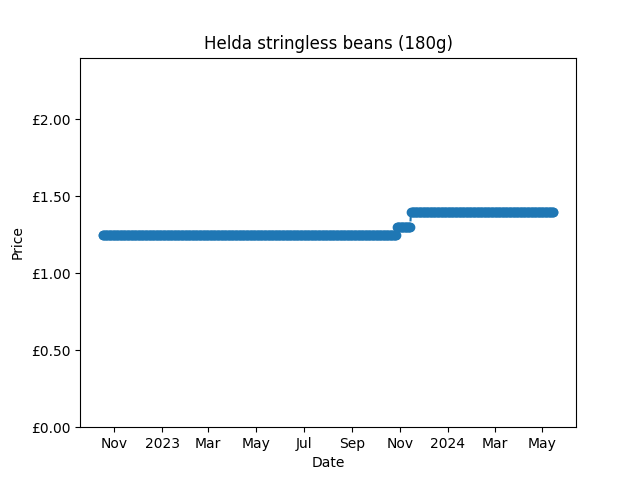 Helda stringless beans (180g)
£2.00
£1.50
£1.00
£0.50
£0.00
Price
Nov 2023 Mar May Jul Sep Nov 2024 Mar May
Date